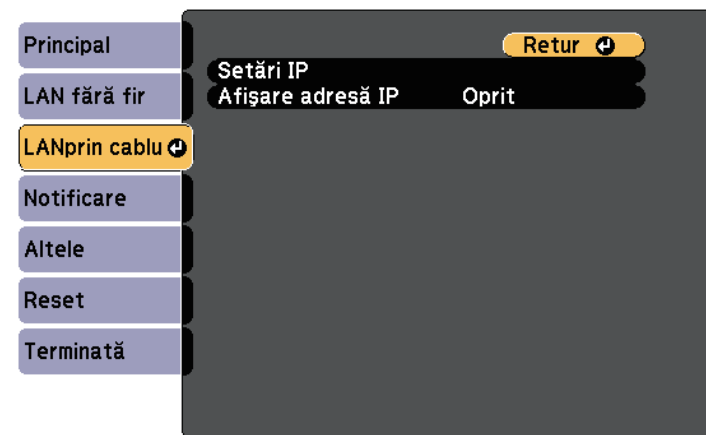 Principal
LAN fără fir
LANprin cablu
Notificare
Altele
Reset
Terminată
Retur
Setări IP
Afişare adresă IP Oprit